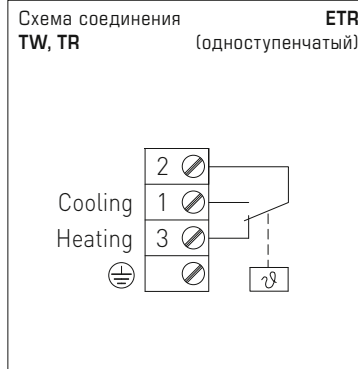 Схема соединения ETR
TW, TR (одноступенчатый)
2
Cooling 1
Heating 3
ϑ